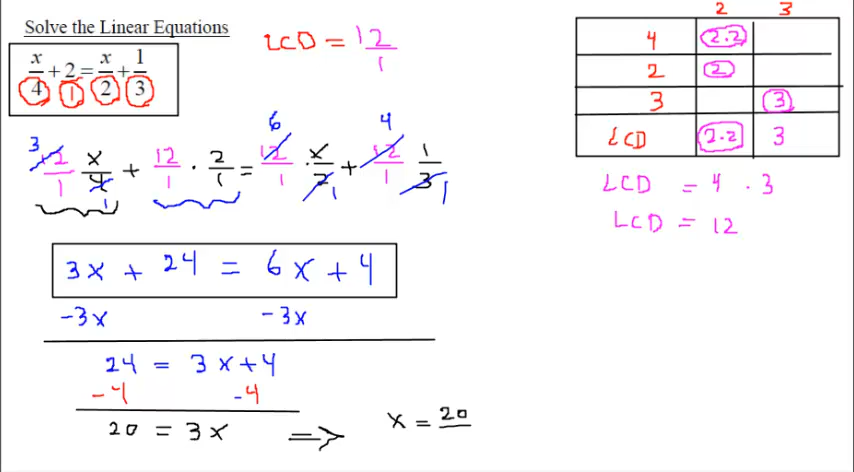 Solve the Linear Equations
x/4 + 2 = x/2 + 1/3
1
LCD = 12/1
3 12/1 x/4 1 + 12/1 · 2/1 = 6 12/1 · x/2 1 + 4 12/1 1/3 1
3x + 24 = 6x + 4
-3x -3x
24 = 3x+4
-4 -4
20 = 3x ⟹ x = 20
2 3
4 2·2
2 2
3 3
LCD 2·2 3
LCD = 4 · 3
LCD = 12